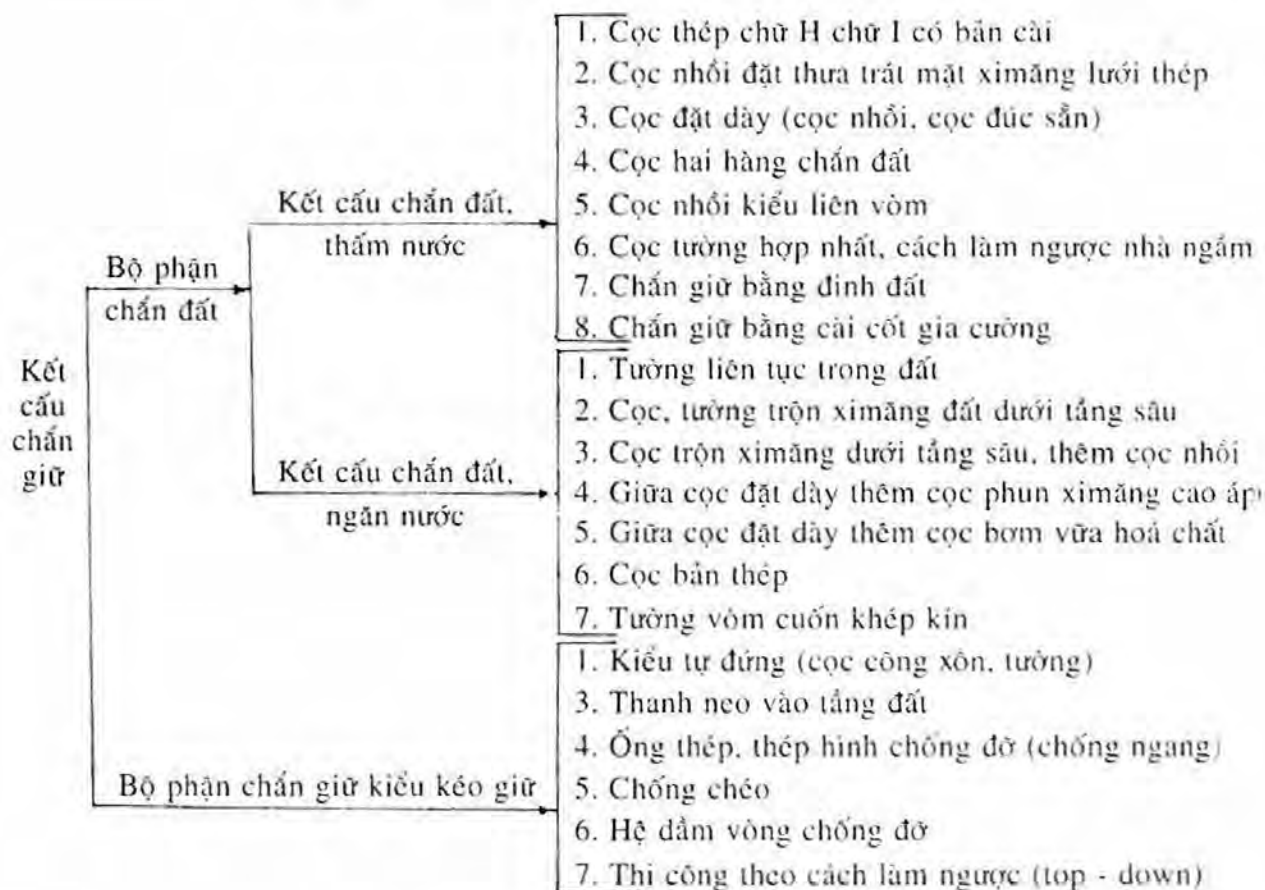 Kết
cấu
chắn
giữ
Bộ phận
chắn đất
Kết cấu chắn đất,
thấm nước
1. Cọc thép chữ H chữ I có bản cài
2. Cọc nhồi đặt thưa trát mặt ximăng lưới thép
3. Cọc đặt dày (cọc nhồi, cọc đúc sẵn)
4. Cọc hai hàng chắn đất
5. Cọc nhồi kiểu liên vòm
6. Cọc tường hợp nhất, cách làm ngược nhà ngầm
7. Chắn giữ bằng đinh đất
8. Chắn giữ bằng cài cốt gia cường
Kết cấu chắn đất,
ngăn nước
1. Tường liên tục trong đất
2. Cọc, tường trộn ximăng đất dưới tầng sâu
3. Cọc trộn ximăng dưới tầng sâu, thêm cọc nhồi
4. Giữa cọc đặt dày thêm cọc phun ximăng cao áp
5. Giữa cọc đặt dày thêm cọc bơm vữa hoá chất
6. Cọc bản thép
7. Tường vòm cuốn khép kín
Bộ phận chắn giữ kiểu kéo giữ
1. Kiểu tự đứng (cọc công xôn, tường)
3. Thanh neo vào tầng đất
4. Ống thép, thép hình chống đỡ (chống ngang)
5. Chống chéo
6. Hệ dầm vòng chống đỡ
7. Thi công theo cách làm ngược (top - down)